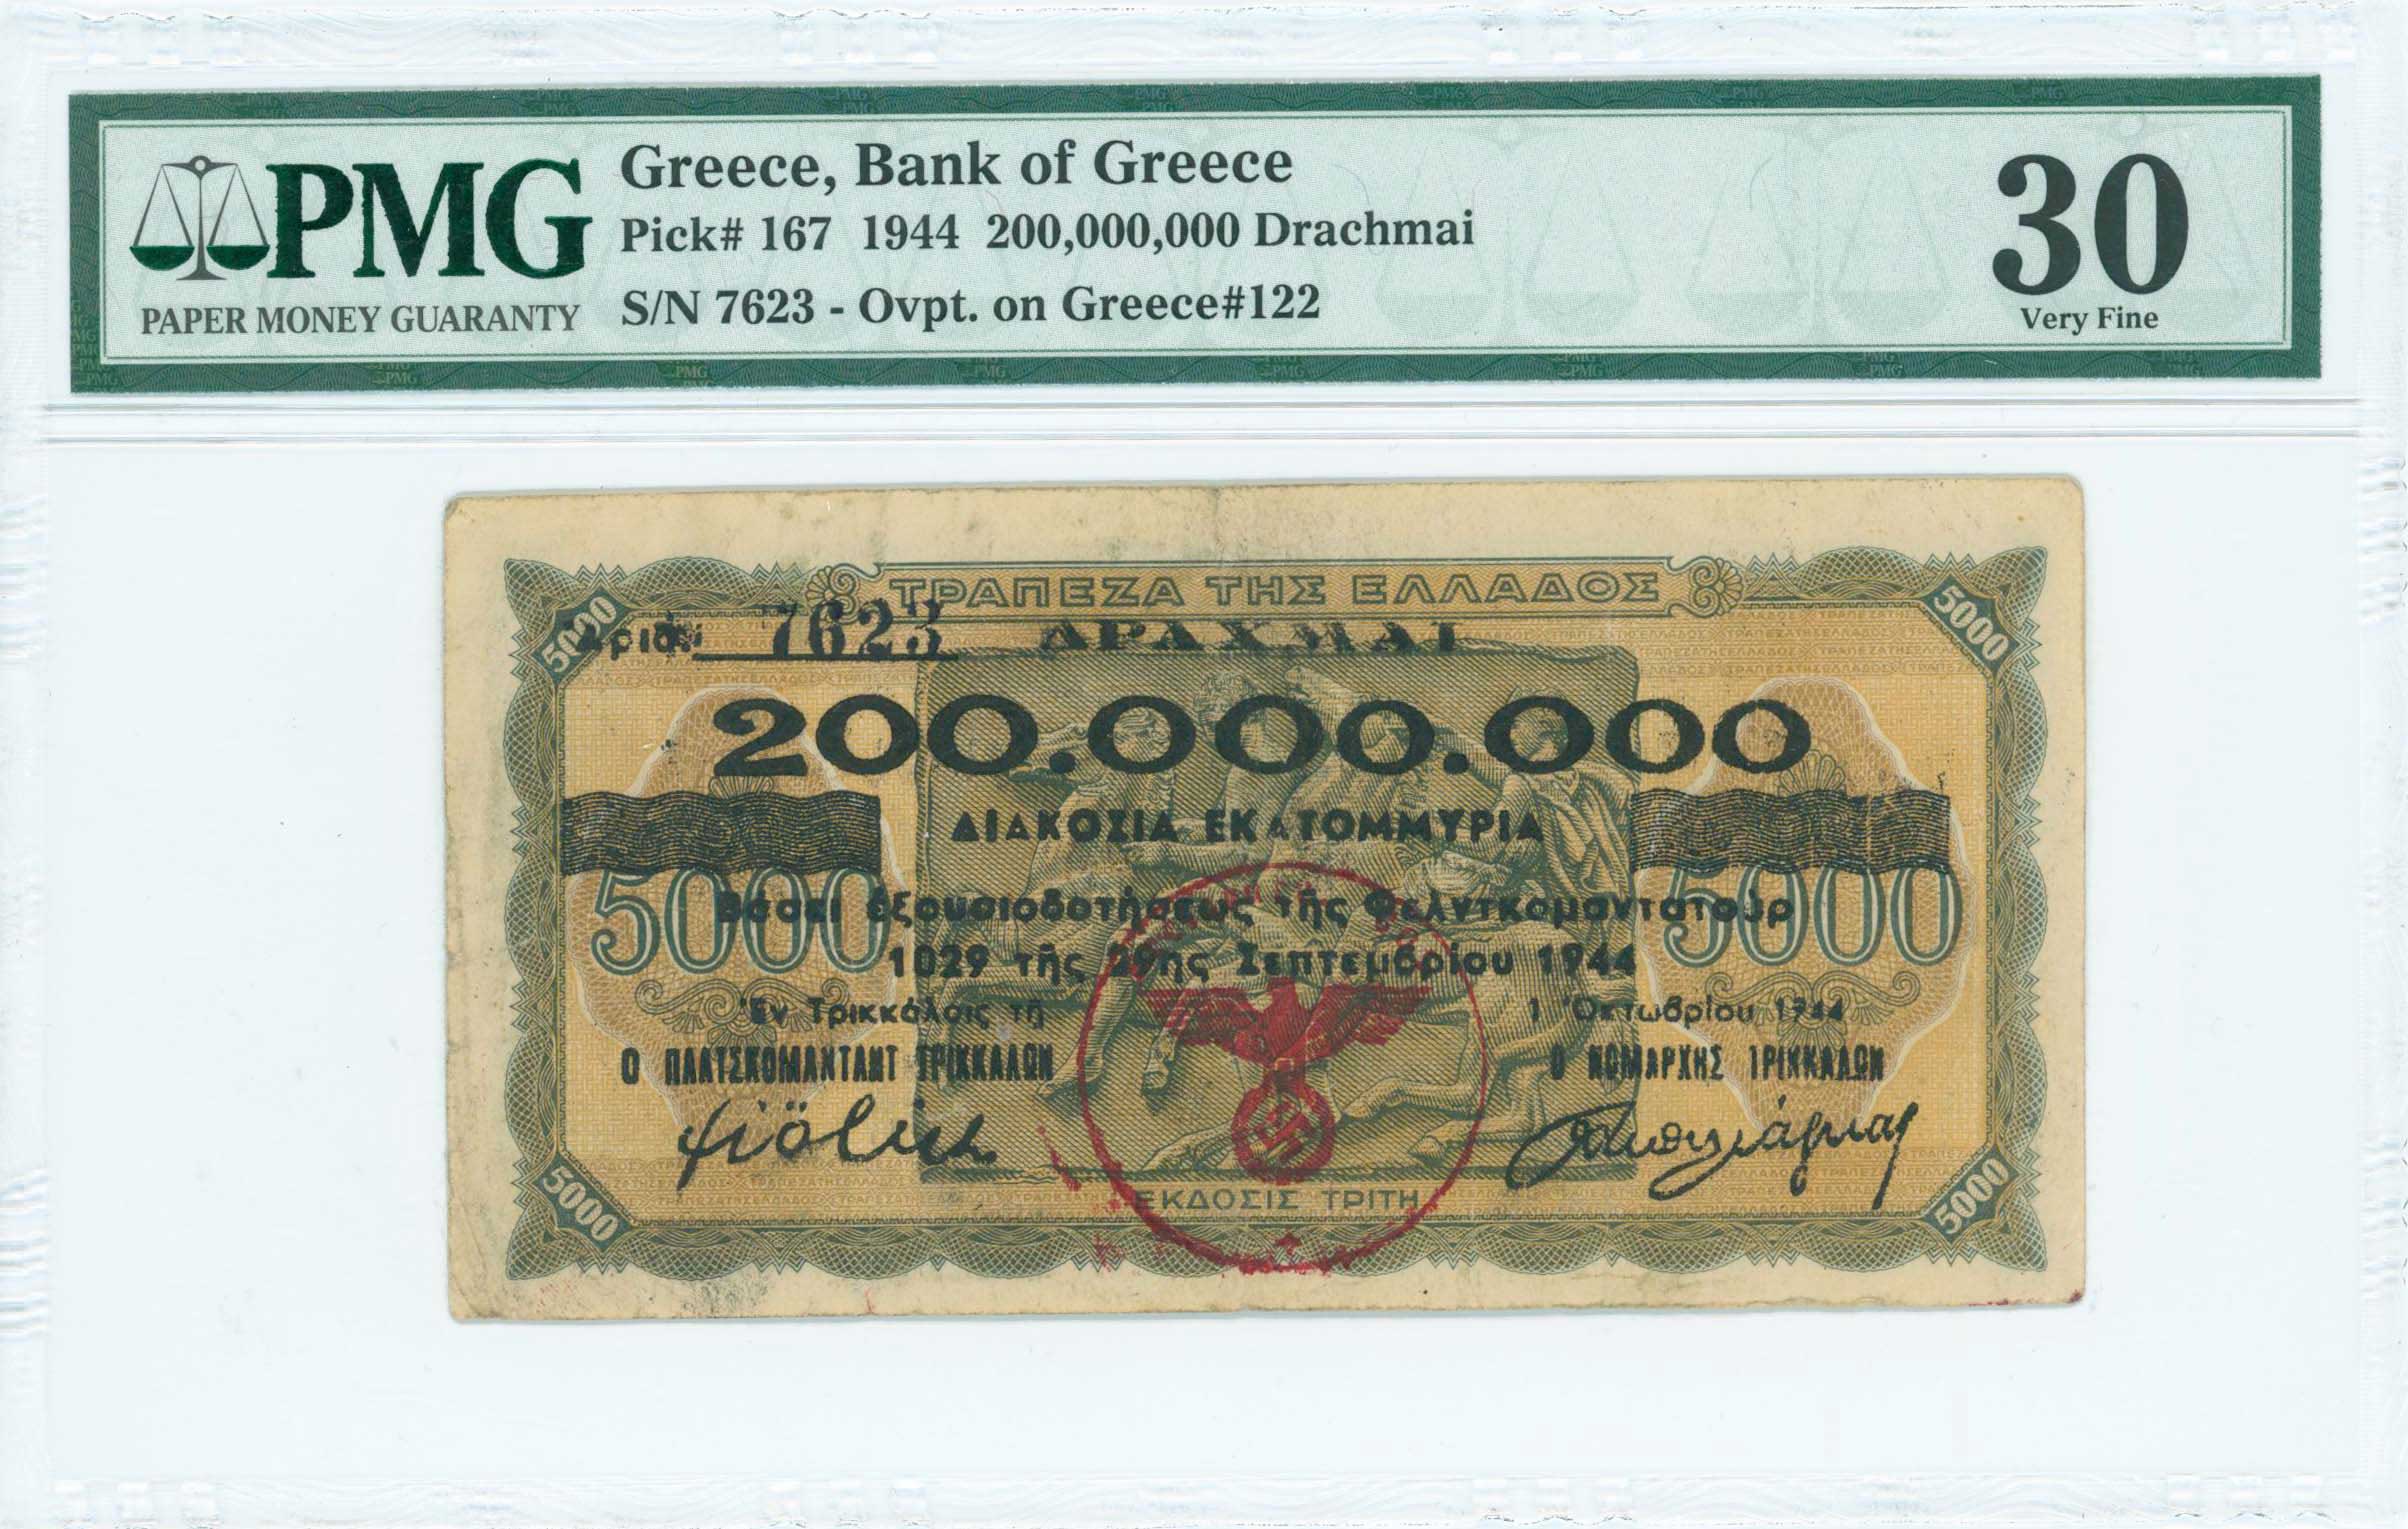 PMG
PAPER MONEY GUARANTY
Greece, Bank of Greece
Pick# 167 1944 200,000,000 Drachmai
S/N 7623 - Ovpt. on Greece#122
30
Very Fine
ΤΡΑΠΕΖΑ ΤΗΣ ΕΛΛΑΔΟΣ
5000
5000
Ἀριθ. 7623 ΔΡΑΧΜΑΙ
200.000.000
ΔΙΑΚΟΣΙΑ ΕΚΑΤΟΜΜΥΡΙΑ
5000
5000
Βάσει ἐξουσιοδοτήσεως τῆς Φελντκομαντατούρ
1029 τῆς 29ης Σεπτεμβρίου 1944
Ἐν Τρικκάλοις τῇ 1 Ὀκτωβρίου 1944
Ο ΠΛΑΤΣΚΟΜΑΝΤΑΝΤ ΤΡΙΚΚΑΛΩΝ
Ο ΝΟΜΑΡΧΗΣ ΤΡΙΚΚΑΛΩΝ
ΕΚΔΟΣΙΣ ΤΡΙΤΗ
5000
5000